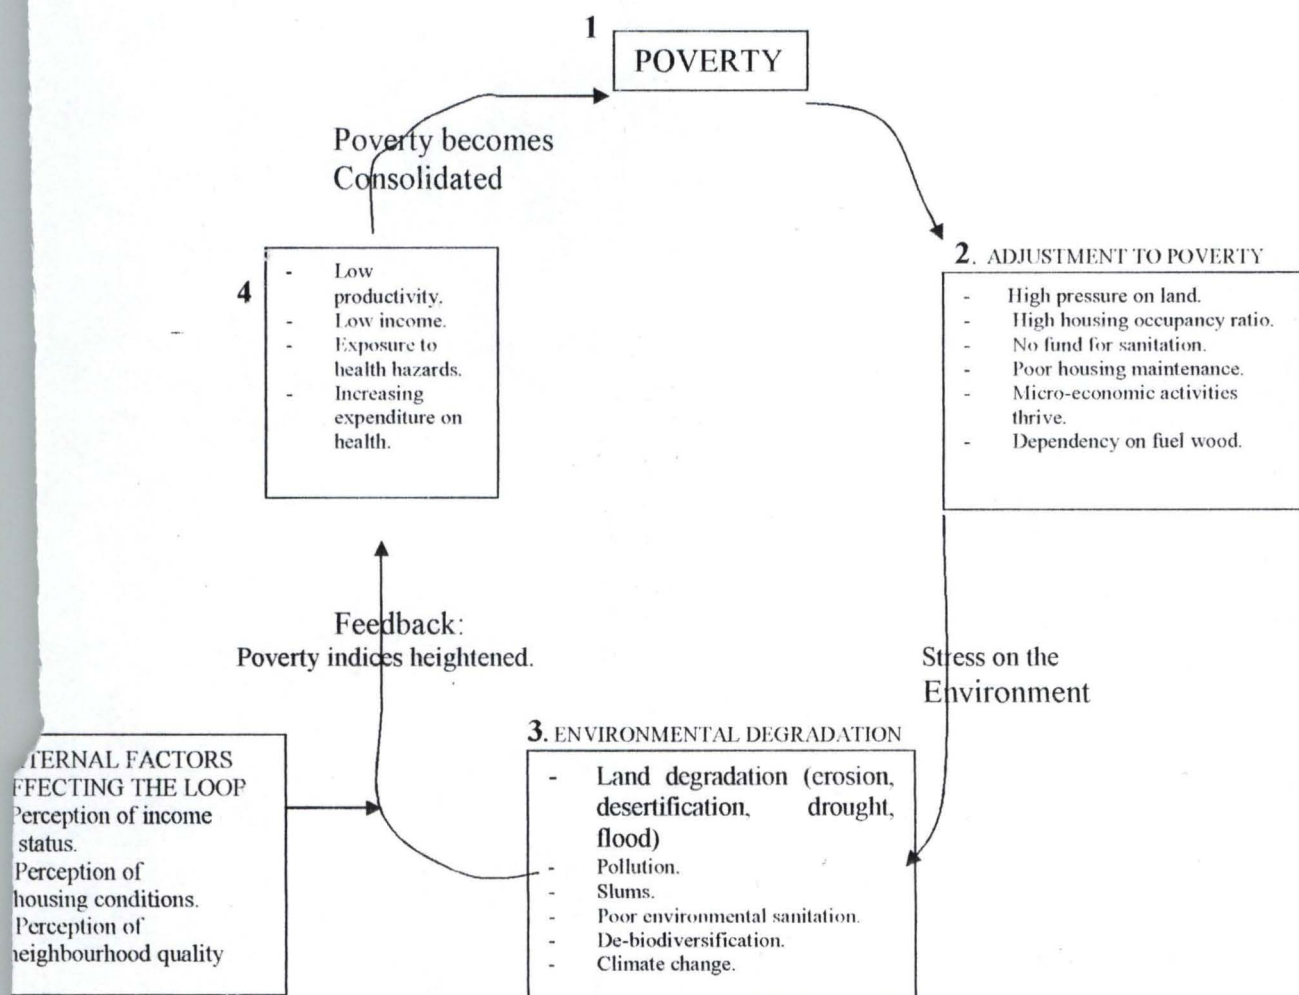 1
POVERTY
Poverty becomes
Consolidated
2. ADJUSTMENT TO POVERTY
- High pressure on land.
- High housing occupancy ratio.
- No fund for sanitation.
- Poor housing maintenance.
- Micro-economic activities
thrive.
- Dependency on fuel wood.
4
- Low
productivity.
- Low income.
- Exposure to
health hazards.
- Increasing
expenditure on
health.
Feedback:
Poverty indices heightened.
Stress on the
Environment
3. ENVIRONMENTAL DEGRADATION
- Land degradation (erosion,
desertification, drought,
flood)
- Pollution.
- Slums.
- Poor environmental sanitation.
- De-biodiversification.
- Climate change.
FACTORS
THE LOOP
Perception of income
status.
Perception of
housing conditions.
Perception of
neighbourhood quality